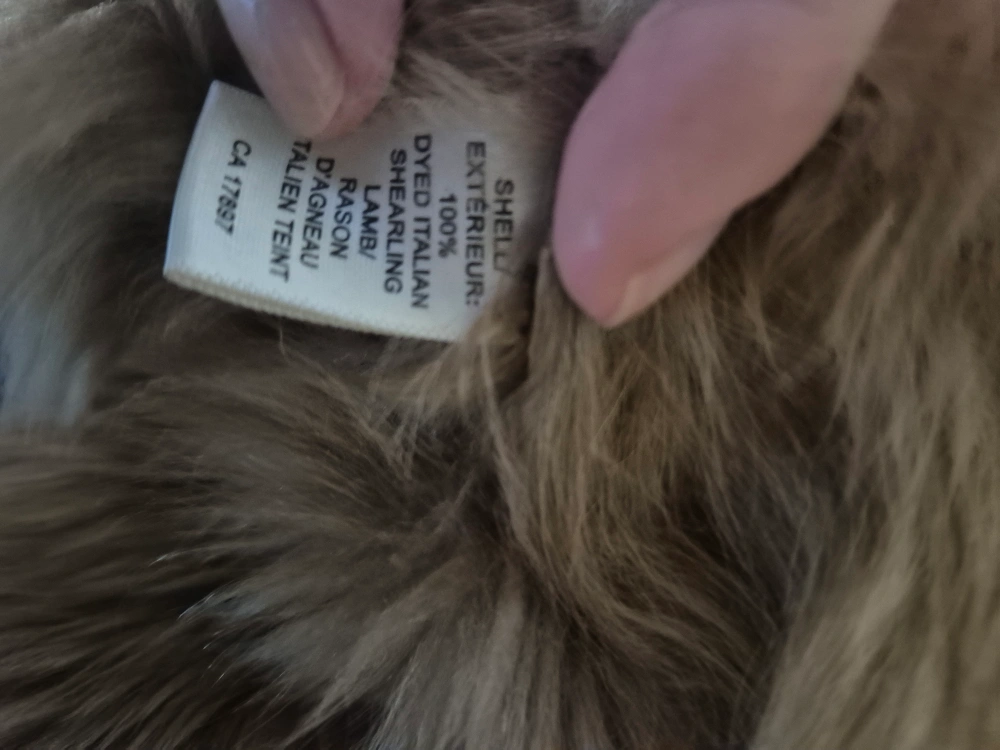 SHELL/
EXTÉRIEUR:
100%
DYED ITALIAN
SHEARLING
LAMB/
RASON
D'AGNEAU
TALIEN TEINT
CA 17897